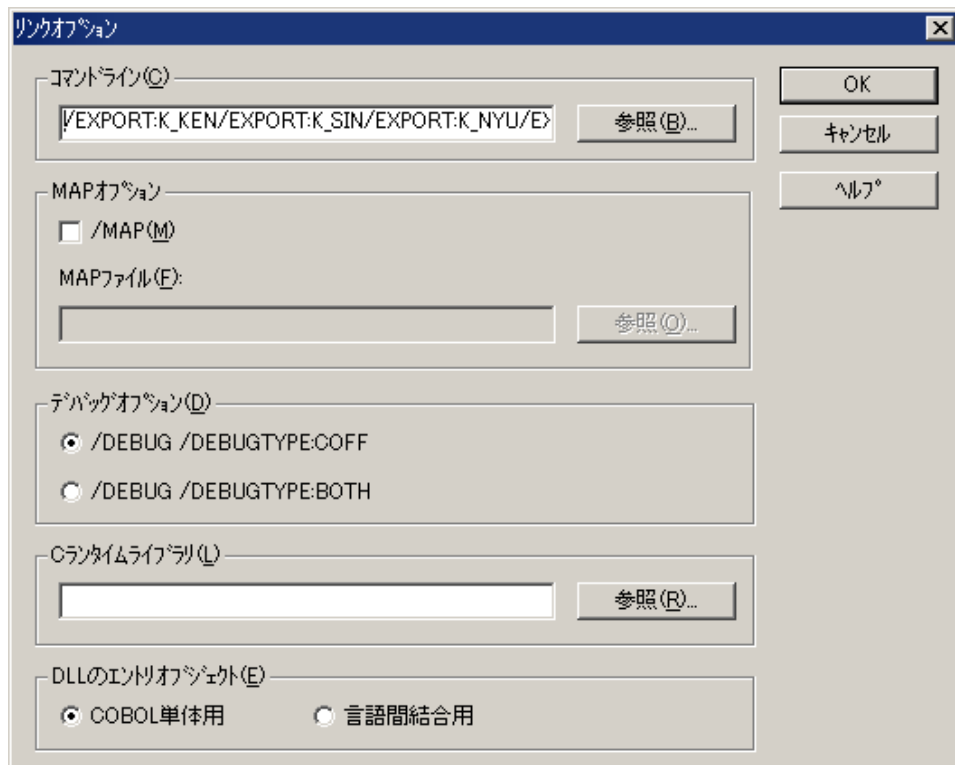 リンクオプション
コマンドライン(C)
/EXPORT:K_KEN/EXPORT:K_SIN/EXPORT:K_NYU/E
参照(B)...
OK
キャンセル
ヘルプ
MAPオプション
/MAP(M)
MAPファイル(F):
参照(O)...
デバッグオプション(D)
/DEBUG /DEBUGTYPE:COFF
/DEBUG /DEBUGTYPE:BOTH
Cランタイムライブラリ(L)
参照(R)...
DLLのエントリオブジェクト(E)
COBOL単体用 言語間結合用